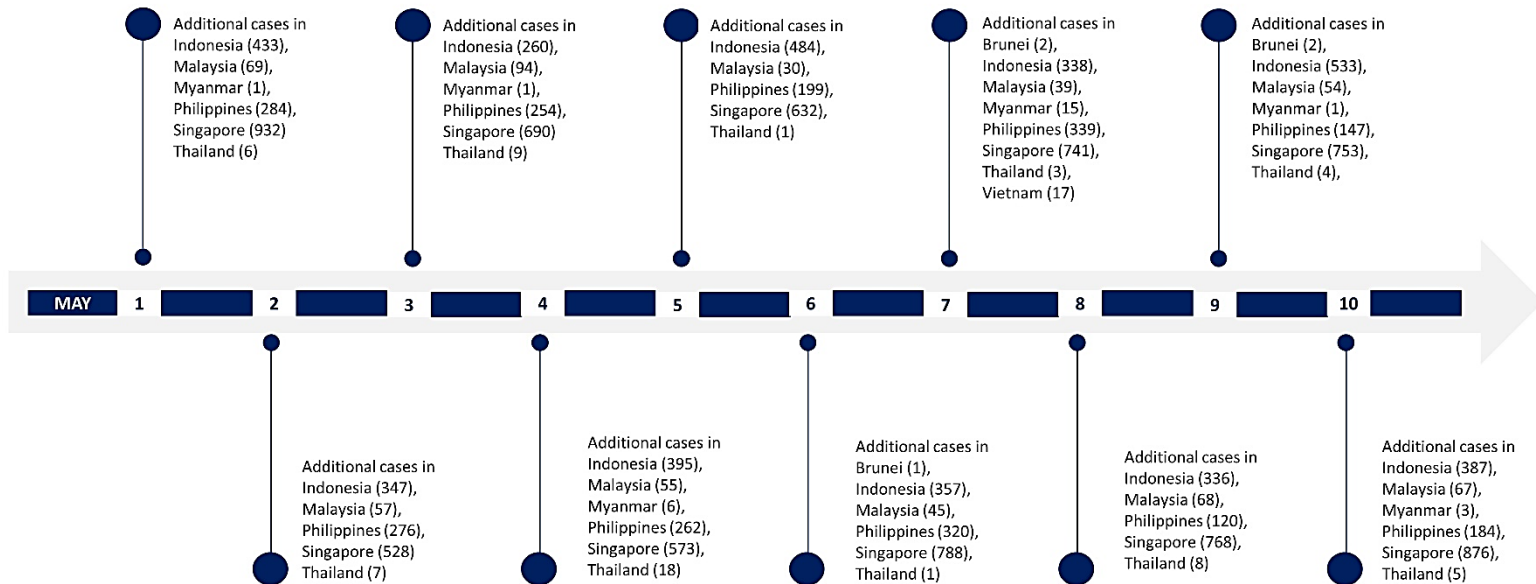 Additional cases in
Indonesia (433),
Malaysia (69),
Myanmar (1),
Philippines (284),
Singapore (932)
Thailand (6)
Additional cases in
Indonesia (260),
Malaysia (94),
Myanmar (1),
Philippines (254),
Singapore (690)
Thailand (9)
Additional cases in
Indonesia (484),
Malaysia (30),
Philippines (199),
Singapore (632),
Thailand (1)
Additional cases in
Brunei (2),
Indonesia (338),
Malaysia (39),
Myanmar (15),
Philippines (339),
Singapore (741),
Thailand (3),
Vietnam (17)
Additional cases in
Brunei (2),
Indonesia (533),
Malaysia (54),
Myanmar (1),
Philippines (147),
Singapore (753),
Thailand (4),
MAY 1 2 3 4 5 6 7 8 9 10
Additional cases in
Indonesia (347),
Malaysia (57),
Philippines (276),
Singapore (528)
Thailand (7)
Additional cases in
Indonesia (395),
Malaysia (55),
Myanmar (6),
Philippines (262),
Singapore (573),
Thailand (18)
Additional cases in
Brunei (1),
Indonesia (357),
Malaysia (45),
Philippines (320),
Singapore (788),
Thailand (1)
Additional cases in
Indonesia (336),
Malaysia (68),
Philippines (120),
Singapore (768),
Thailand (8)
Additional cases in
Indonesia (387),
Malaysia (67),
Myanmar (3),
Philippines (184),
Singapore (876),
Thailand (5)